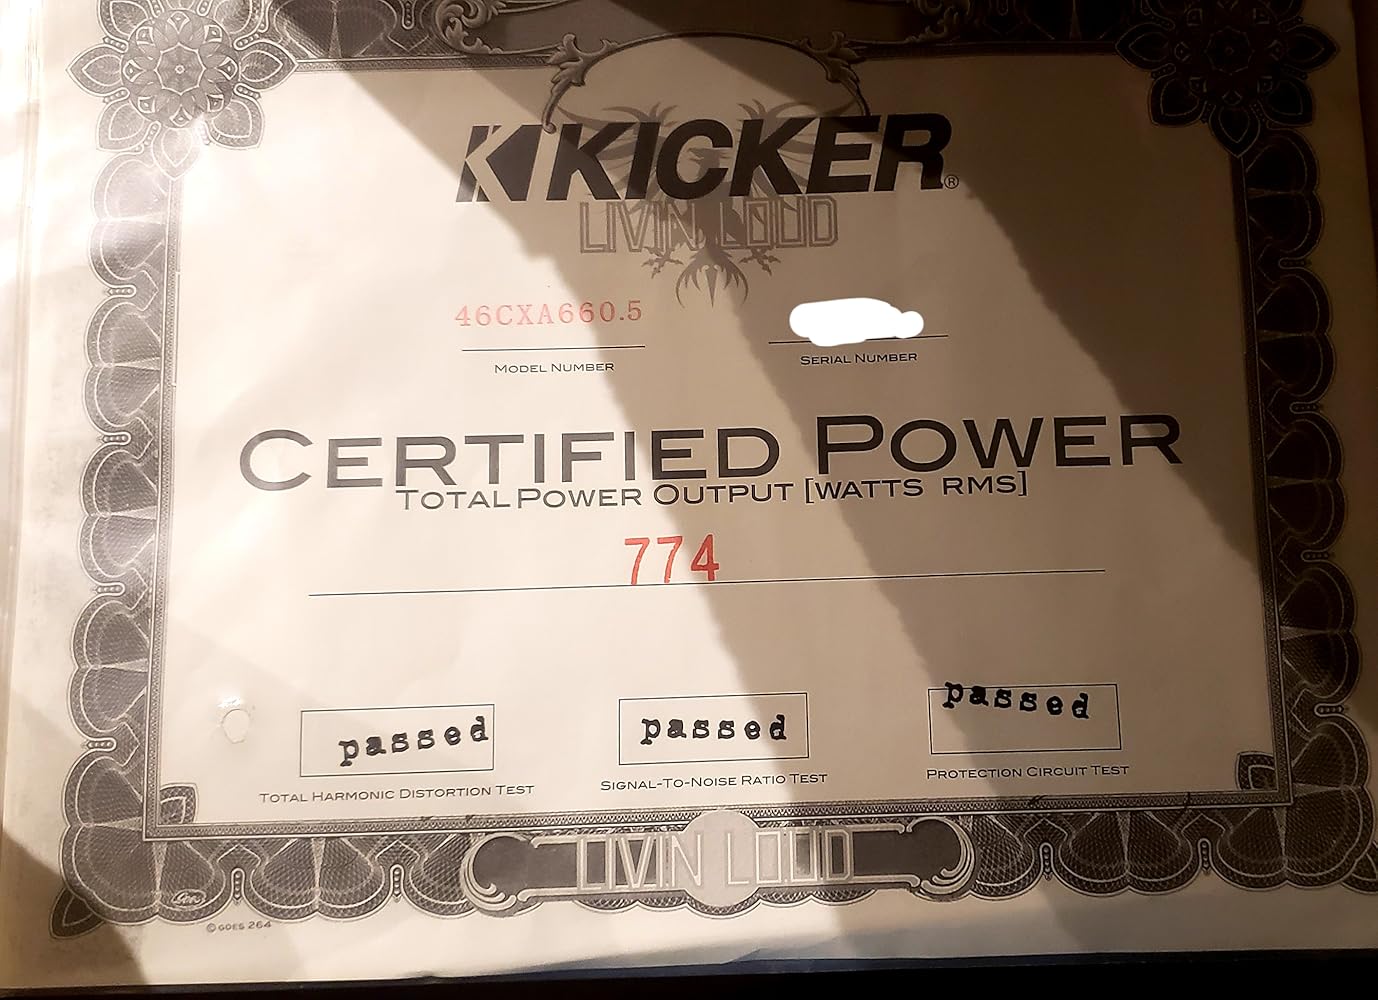 KICKER®
LIVIN LOUD
46CXA660.5
MODEL NUMBER
SERIAL NUMBER
CERTIFIED POWER
TOTAL POWER OUTPUT [WATTS RMS]
774
passed
passed
passed
TOTAL HARMONIC DISTORTION TEST
SIGNAL-TO-NOISE RATIO TEST
PROTECTION CIRCUIT TEST
LIVIN LOUD
© GOES 264